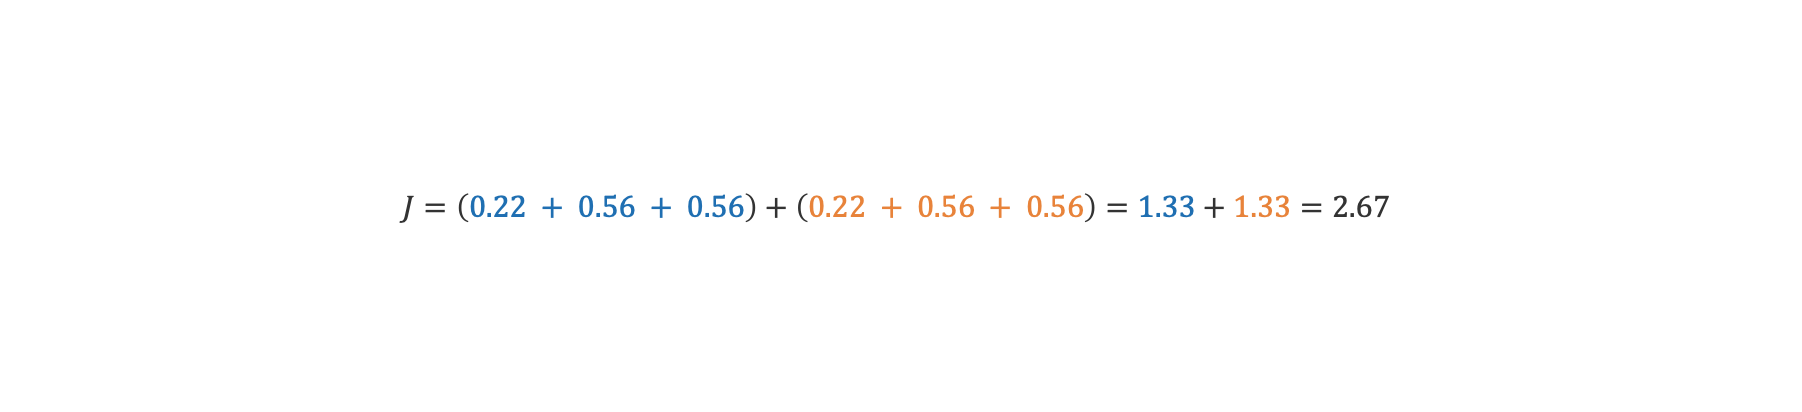 J = (0.22 + 0.56 + 0.56) + (0.22 + 0.56 + 0.56) = 1.33 + 1.33 = 2.67